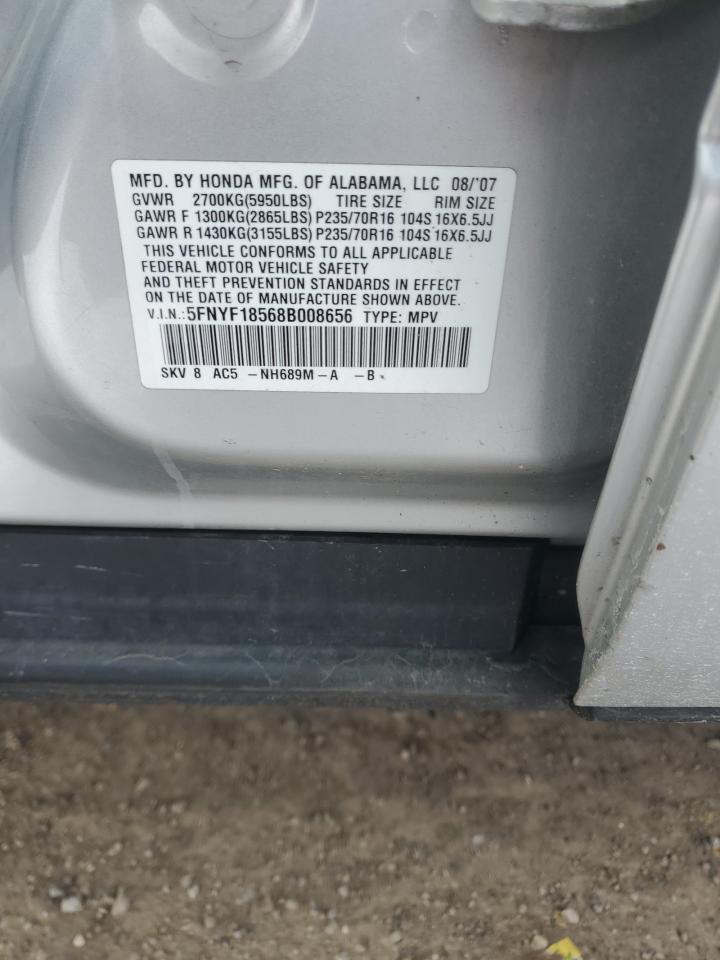 MFD. BY HONDA MFG. OF ALABAMA, LLC 08/'07
GVWR 2700KG(5950LBS) TIRE SIZE RIM SIZE
GAWR F 1300KG(2865LBS) P235/70R16 104S 16X6.5JJ
GAWR R 1430KG(3155LBS) P235/70R16 104S 16X6.5JJ
THIS VEHICLE CONFORMS TO ALL APPLICABLE
FEDERAL MOTOR VEHICLE SAFETY
AND THEFT PREVENTION STANDARDS IN EFFECT
ON THE DATE OF MANUFACTURE SHOWN ABOVE.
V.I.N.: 5FNYF18568B008656 TYPE: MPV
SKV 8 AC5 -NH689M-A -B